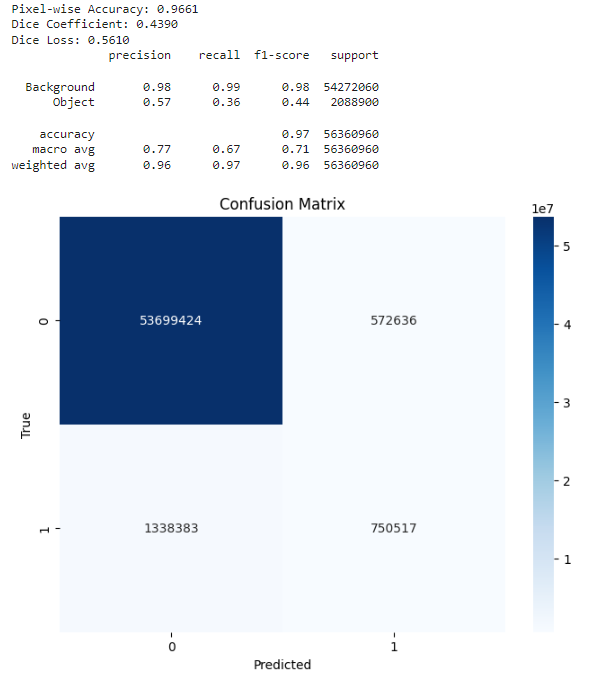 Pixel-wise Accuracy: 0.9661
Dice Coefficient: 0.4390
Dice Loss: 0.5610
precision recall f1-score support
Background 0.98 0.99 0.98 54272060
Object 0.57 0.36 0.44 2088900
accuracy 0.97 56360960
macro avg 0.77 0.67 0.71 56360960
weighted avg 0.96 0.97 0.96 56360960
Confusion Matrix
1e7
5
4
3
2
1
True
0
1
53699424 572636
1338383 750517
0 1
Predicted